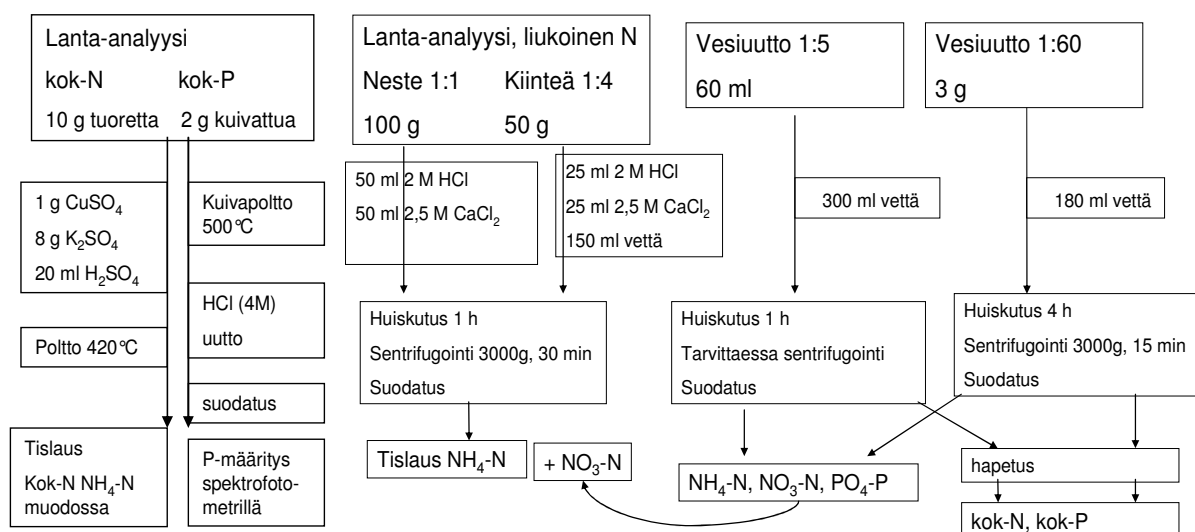 Lanta-analyysi
kok-N kok-P
10 g tuoretta 2 g kuivattua
1 g CuSO₄
8 g K₂SO₄
20 ml H₂SO₄
Poltto 420°C
Tislaus
Kok-N NH₄-N
muodossa
Kuivapoltto
500°C
HCl (4M)
uutto
suodatus
P-määritys
spektrofoto-
metrillä
Lanta-analyysi, liukoinen N
Neste 1:1 Kiinteä 1:4
100 g 50 g
50 ml 2 M HCl
50 ml 2,5 M CaCl₂
25 ml 2 M HCl
25 ml 2,5 M CaCl₂
150 ml vettä
Huiskutus 1 h
Sentrifugointi 3000g, 30 min
Suodatus
Tislaus NH₄-N
+ NO₃-N
Vesiuutto 1:5
60 ml
300 ml vettä
Huiskutus 1 h
Tarvittaessa sentrifugointi
Suodatus
NH₄-N, NO₃-N, PO₄-P
Vesiuutto 1:60
3 g
180 ml vettä
Huiskutus 4 h
Sentrifugointi 3000g, 15 min
Suodatus
hapetus
kok-N, kok-P